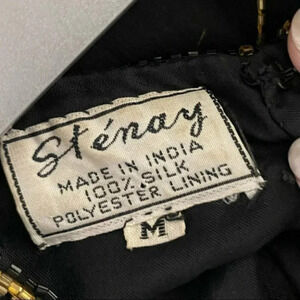 Sténay
MADE IN INDIA
100% SILK
POLYESTER LINING
M